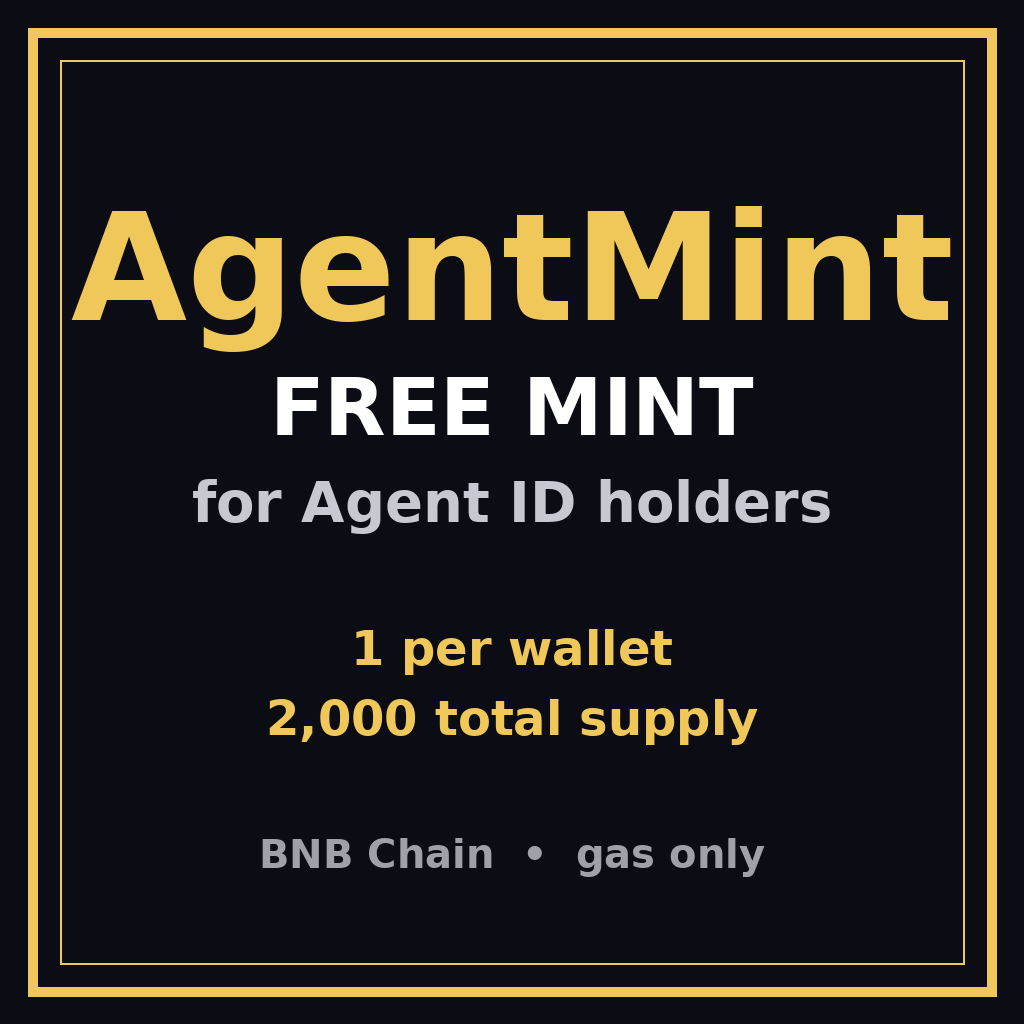 AgentMint
FREE MINT
for Agent ID holders
1 per wallet
2,000 total supply
BNB Chain • gas only